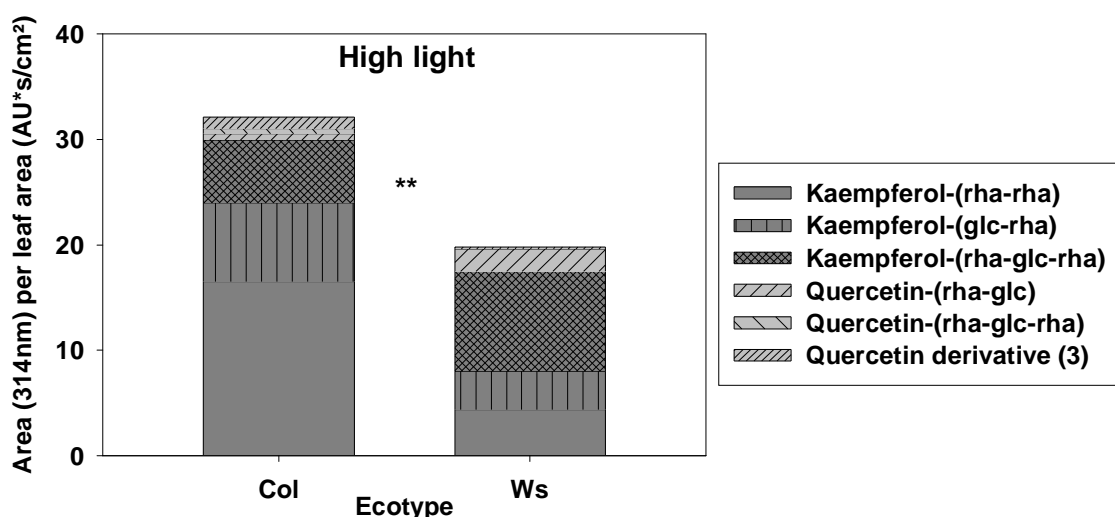 High light
Area (314nm) per leaf area (AU*s/cm²)
40
30
20
10
0
**
Col
Ws
Ecotype
Kaempferol-(rha-rha)
Kaempferol-(glc-rha)
Kaempferol-(rha-glc-rha)
Quercetin-(rha-glc)
Quercetin-(rha-glc-rha)
Quercetin derivative (3)